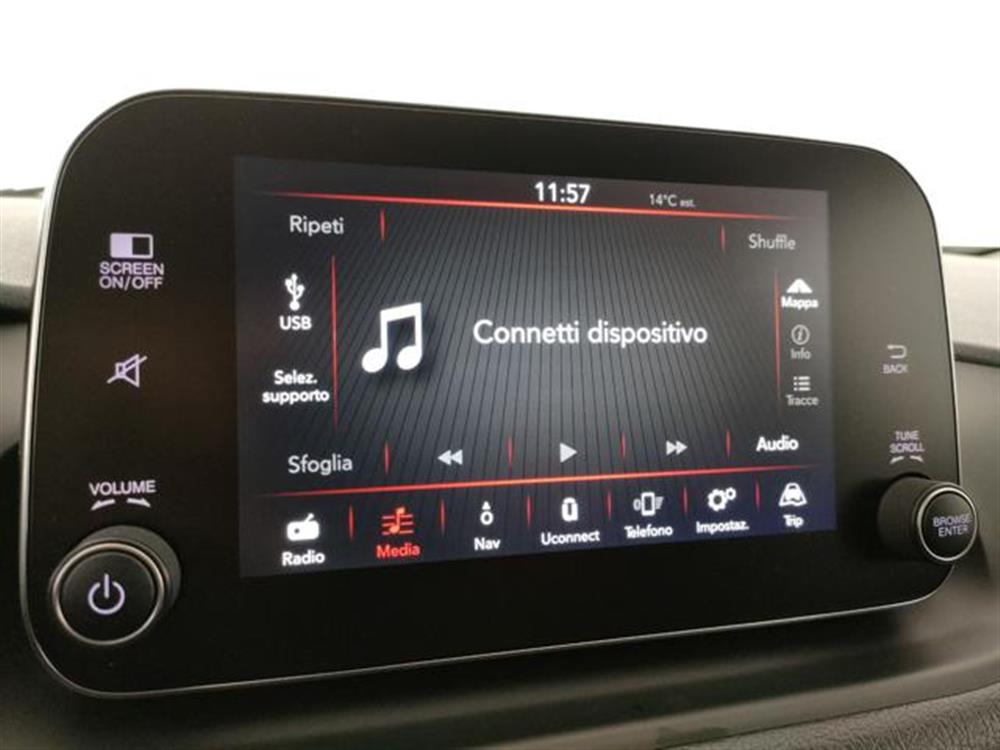 11:57
14°C est.
Ripeti
Shuffle
SCREEN
ON/OFF
USB
Mappa
Connetti dispositivo
Info
BACK
Selez.
supporto
Tracce
Sfoglia
Audio
TUNE
SCROLL
VOLUME
Radio
Media
Nav
Uconnect
Telefono
Impostaz.
Trip
BROWSE
ENTER